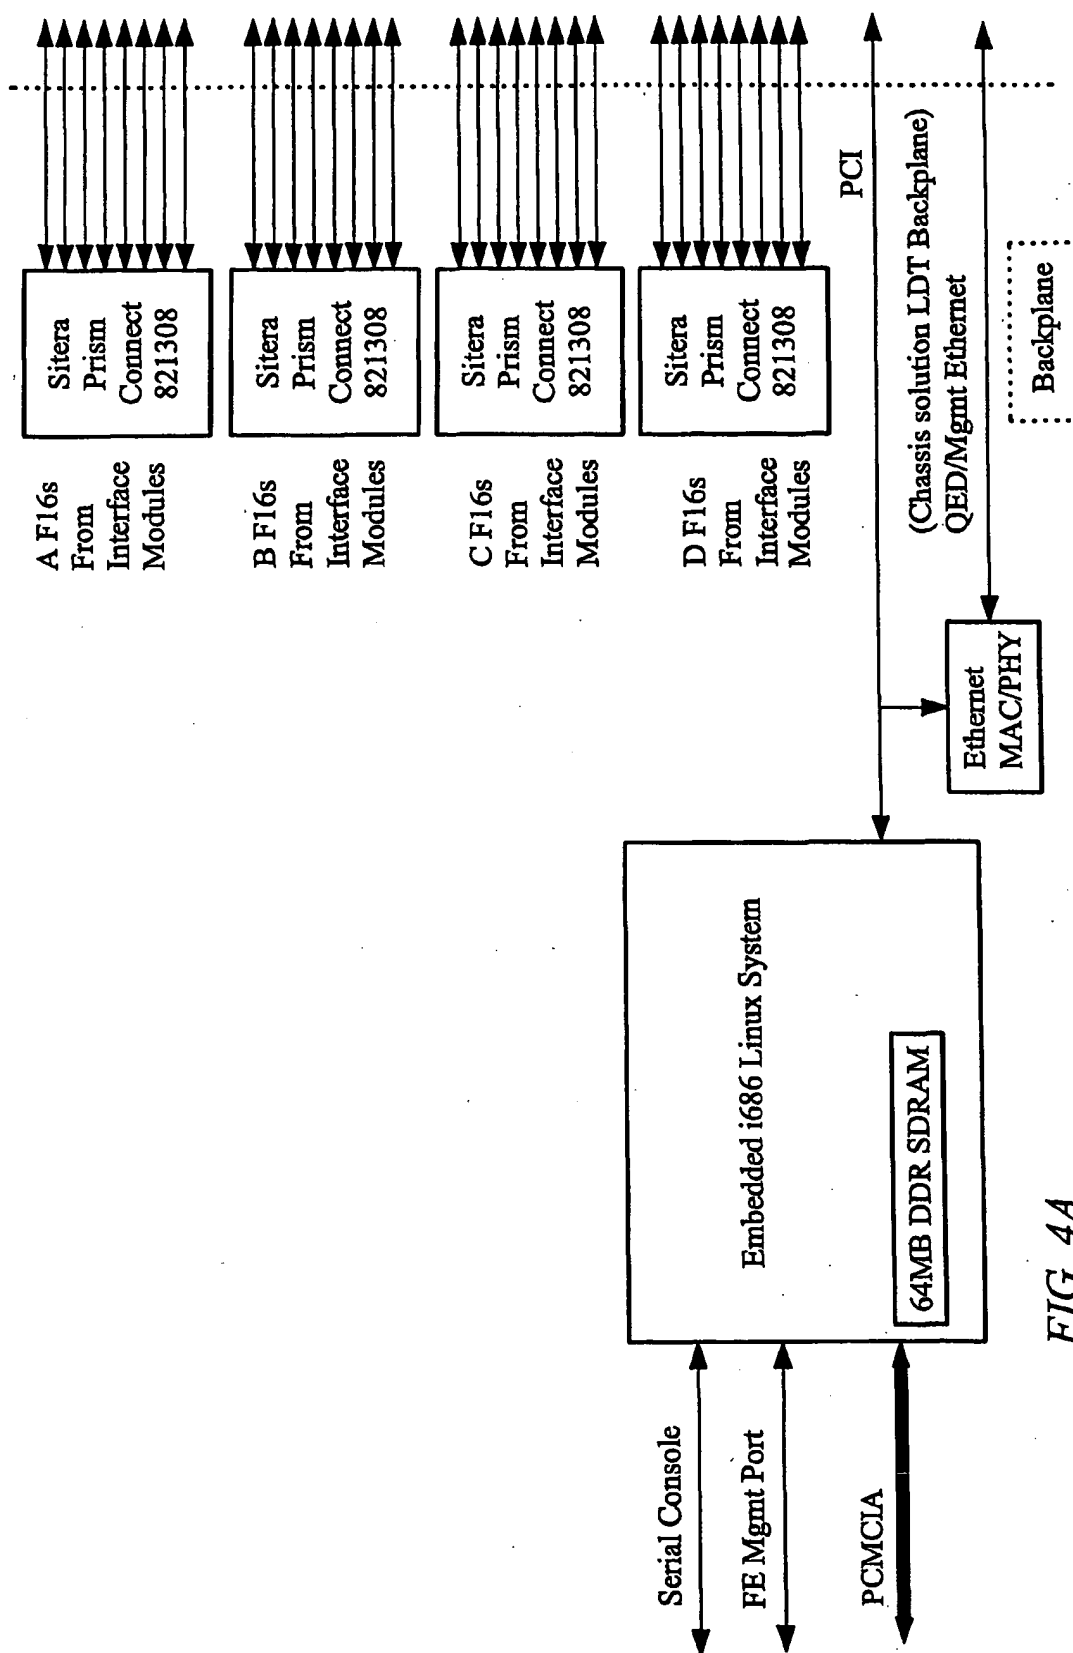 A F16s
From
Interface
Modules
Sitera
Prism
Connect
821308
B F16s
From
Interface
Modules
Sitera
Prism
Connect
821308
C F16s
From
Interface
Modules
Sitera
Prism
Connect
821308
D F16s
From
Interface
Modules
Sitera
Prism
Connect
821308
Serial Console
FE Mgmt Port
PCMCIA
Embedded i686 Linux System
64MB DDR SDRAM
PCI
(Chassis solution LDT Backplane)
QED/Mgmt Ethernet
Ethernet
MAC/PHY
Backplane
FIG. 4A